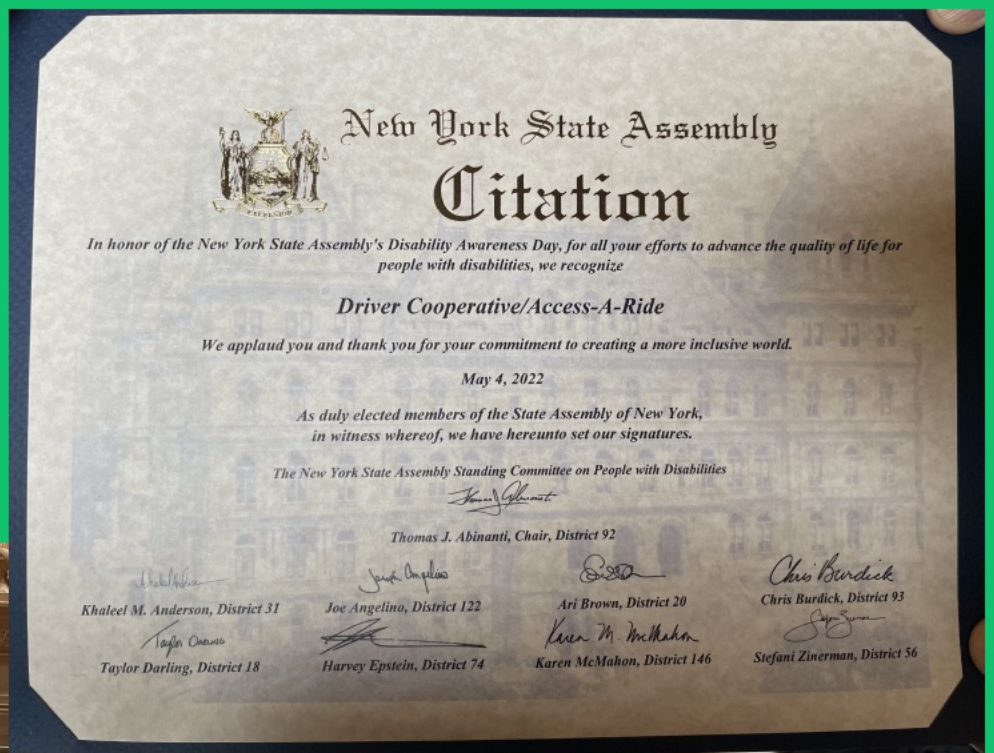 New York State Assembly
Citation
EXCELSIOR
In honor of the New York State Assembly's Disability Awareness Day, for all your efforts to advance the quality of life for
people with disabilities, we recognize
Driver Cooperative/Access-A-Ride
We applaud you and thank you for your commitment to creating a more inclusive world.
May 4, 2022
As duly elected members of the State Assembly of New York,
in witness whereof, we have hereunto set our signatures.
The New York State Assembly Standing Committee on People with Disabilities
Thomas J. Abinanti, Chair, District 92
Joseph Angelino Chris Burdick
Khaleel M. Anderson, District 31 Joe Angelino, District 122 Ari Brown, District 20 Chris Burdick, District 93
Taylor Darling Karen M. McMahon
Taylor Darling, District 18 Harvey Epstein, District 74 Karen McMahon, District 146 Stefani Zinerman, District 56